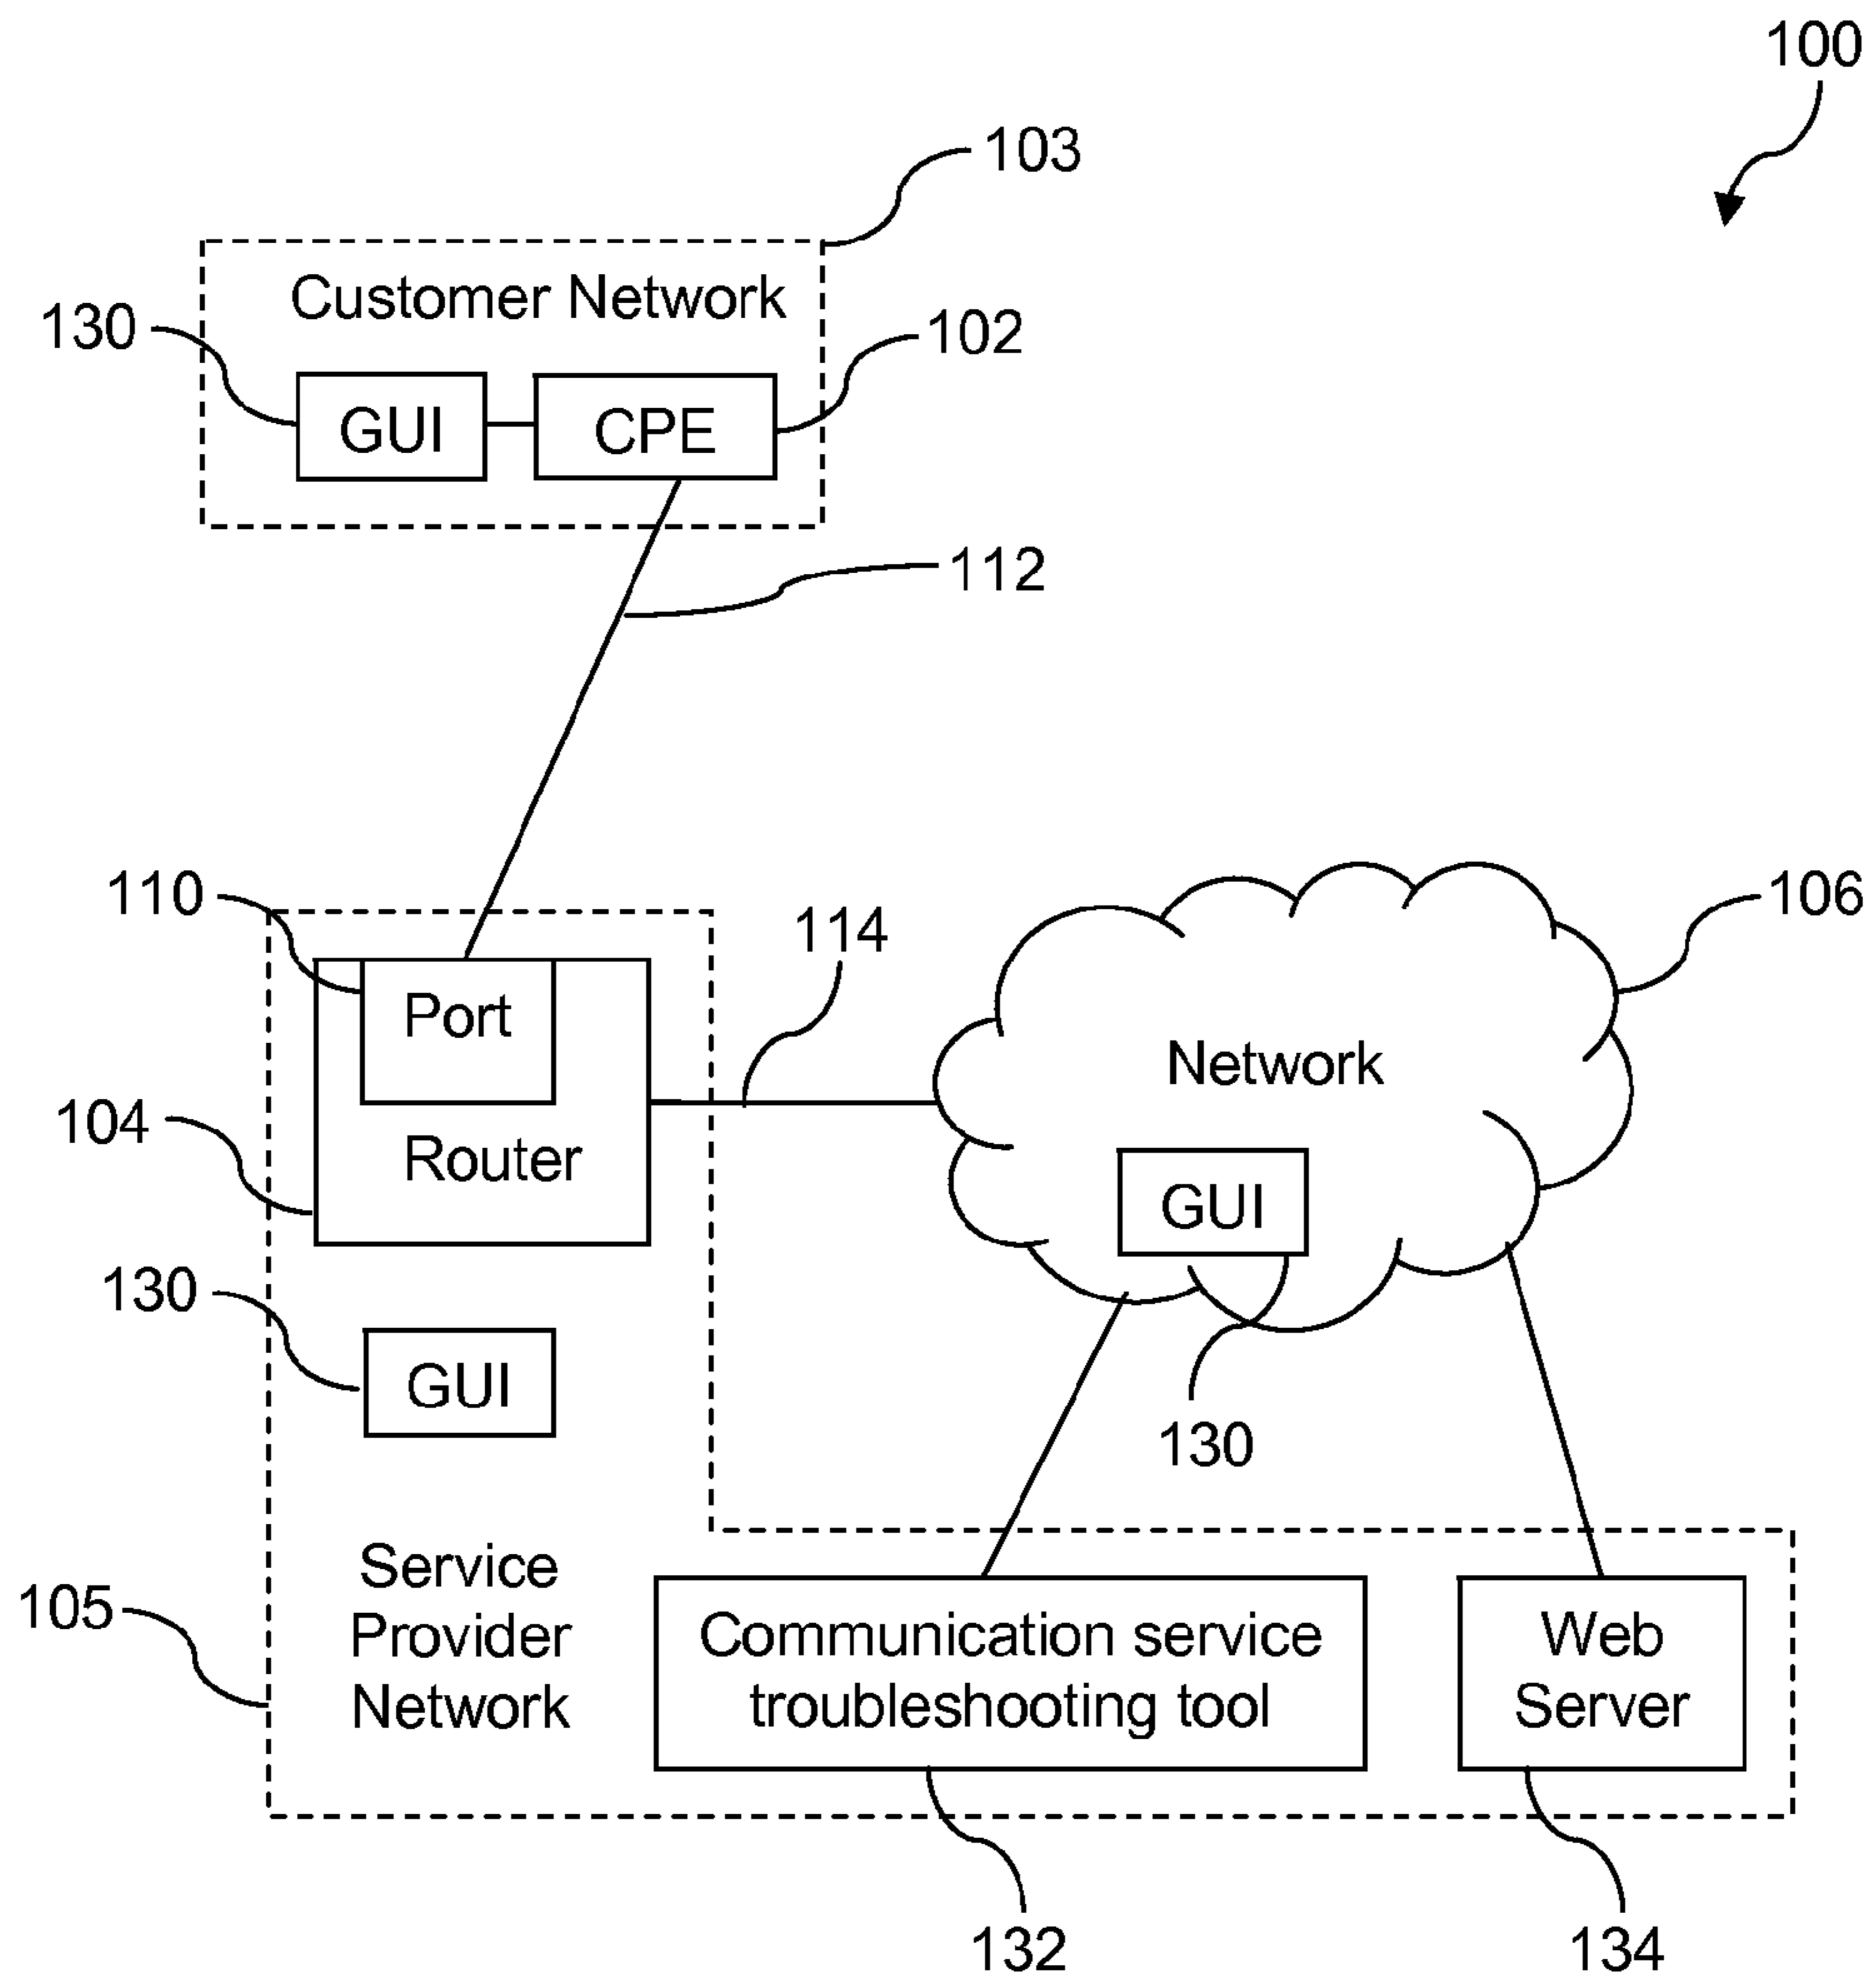 100
103
Customer Network
130
102
GUI
CPE
112
110
106
114
Port
Network
104
Router
GUI
130
GUI
130
Service
Provider
Network
105
Communication service
troubleshooting tool
Web
Server
132
134